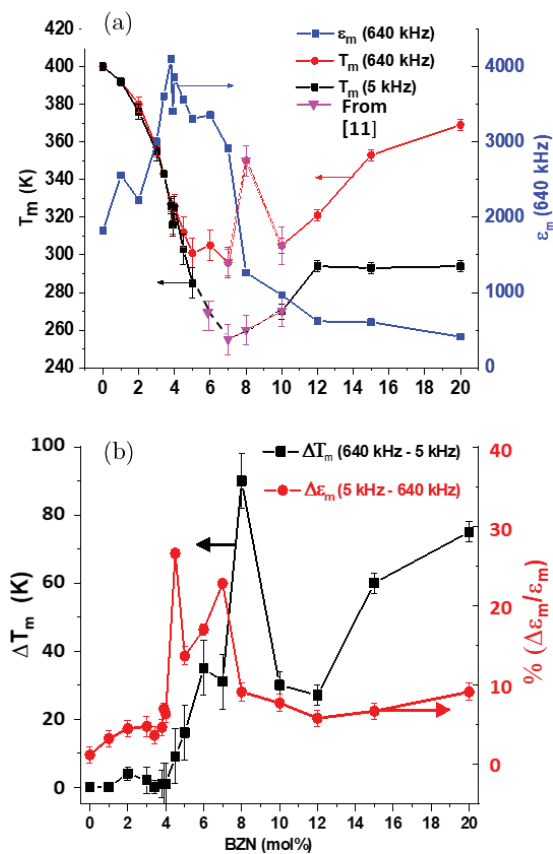 (a)
ε_m (640 kHz)
T_m (640 kHz)
T_m (5 kHz)
From
[11]
T_m (K)
420
400
380
360
340
320
300
280
260
240
ε_m (640 kHz)
4000
3000
2000
1000
0
0 2 4 6 8 10 12 14 16 18 20
(b)
ΔT_m (640 kHz - 5 kHz)
Δε_m (5 kHz - 640 kHz)
ΔT_m (K)
100
80
60
40
20
0
% (Δε_m/ε_m)
40
30
20
10
0
0 2 4 6 8 10 12 14 16 18 20
BZN (mol%)